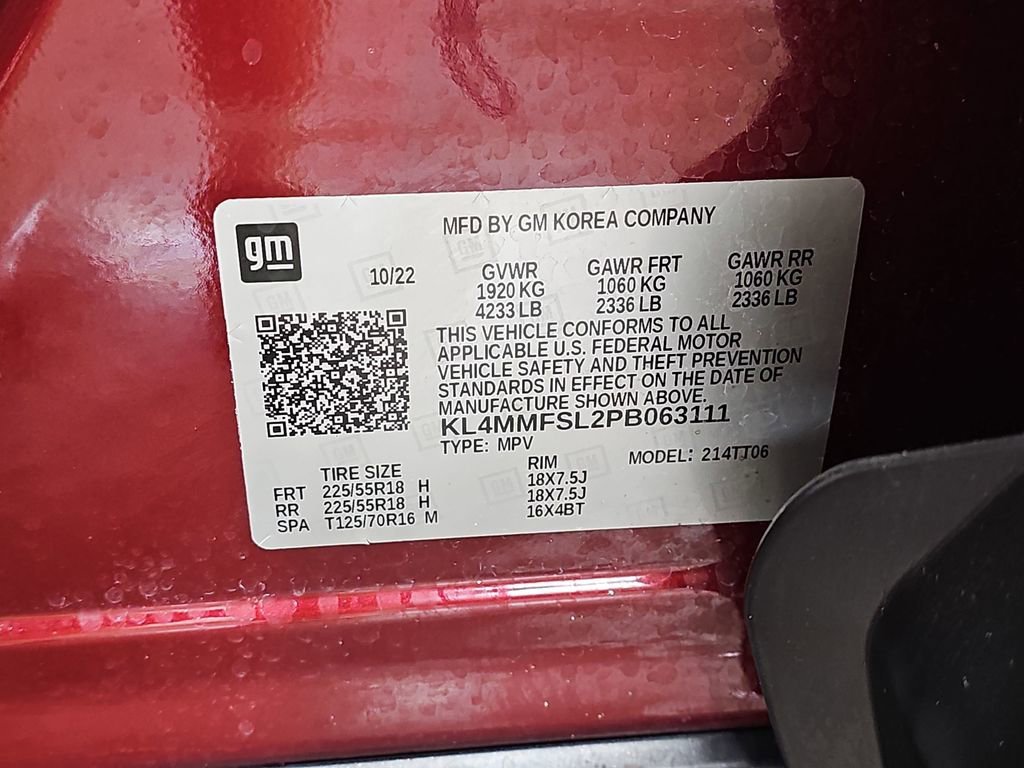 gm
MFD BY GM KOREA COMPANY
10/22
GVWR GAWR FRT GAWR RR
1920 KG 1060 KG 1060 KG
4233 LB 2336 LB 2336 LB
THIS VEHICLE CONFORMS TO ALL
APPLICABLE U.S. FEDERAL MOTOR
VEHICLE SAFETY AND THEFT PREVENTION
STANDARDS IN EFFECT ON THE DATE OF
MANUFACTURE SHOWN ABOVE.
KL4MMFSL2PB063111
TYPE: MPV MODEL: 214TT06
TIRE SIZE RIM
FRT 225/55R18 H 18X7.5J
RR 225/55R18 H 18X7.5J
SPA T125/70R16 M 16X4BT